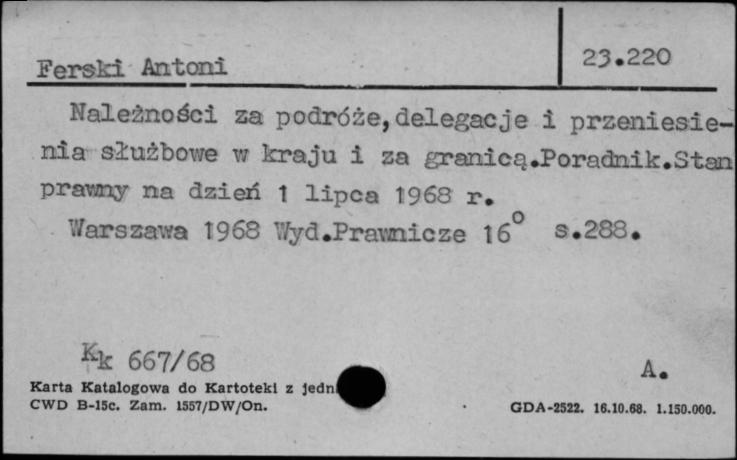 Ferski Antoni
23.220
Należności za podróże,delegacje i przeniesie-
nia służbowe w kraju i za granicą.Poradnik.Stan
prawny na dzień 1 lipca 1968 r.
Warszawa 1968 Wyd.Prawnicze 16° s.288.
Kk 667/68
A.
Karta Katalogowa do Kartoteki z
CWD B-15c. Zam. 1557/DW/On.
GDA-2522. 16.10.68. 1.150.000.